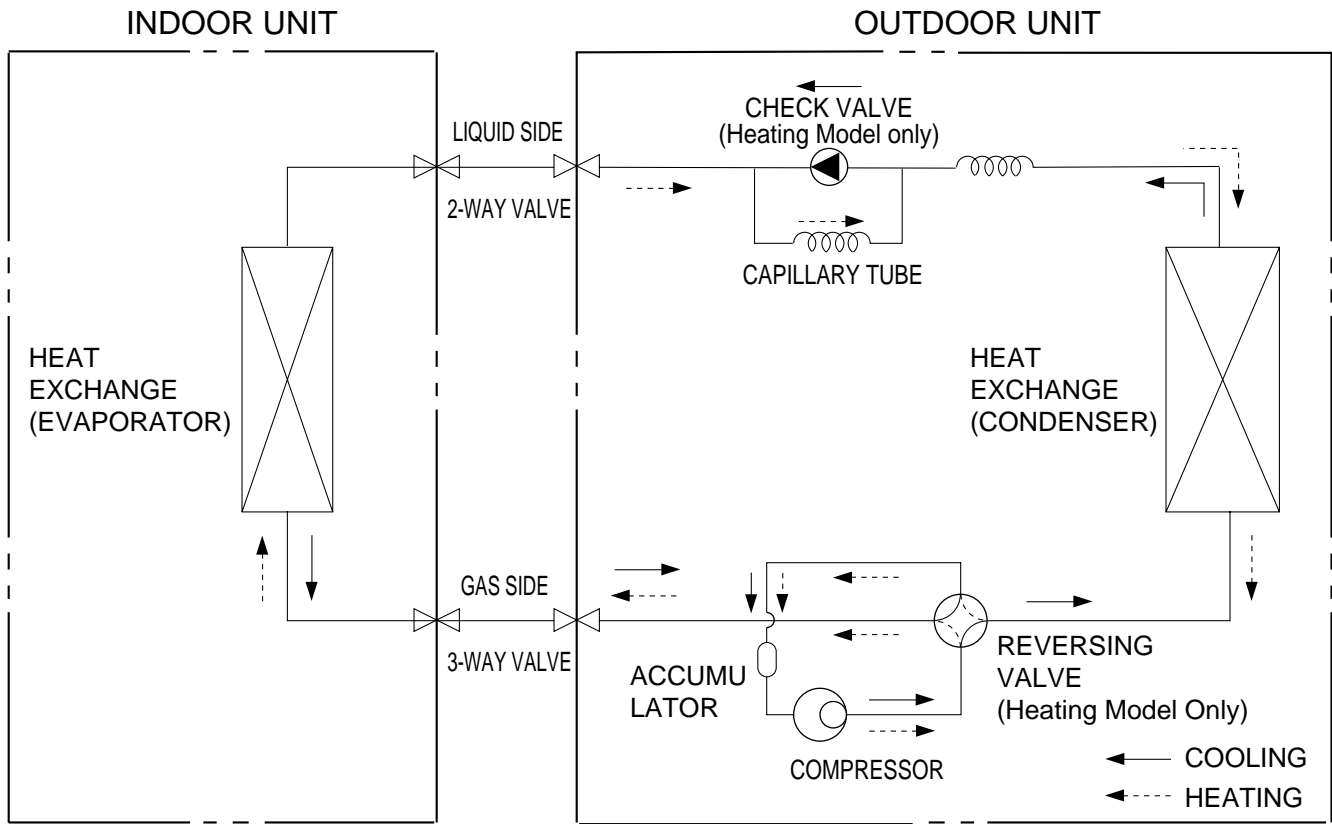 INDOOR UNIT
OUTDOOR UNIT
LIQUID SIDE
2-WAY VALVE
CHECK VALVE
(Heating Model only)
CAPILLARY TUBE
HEAT
EXCHANGE
(EVAPORATOR)
HEAT
EXCHANGE
(CONDENSER)
GAS SIDE
3-WAY VALVE
ACCUMU
LATOR
COMPRESSOR
REVERSING
VALVE
(Heating Model Only)
COOLING
HEATING